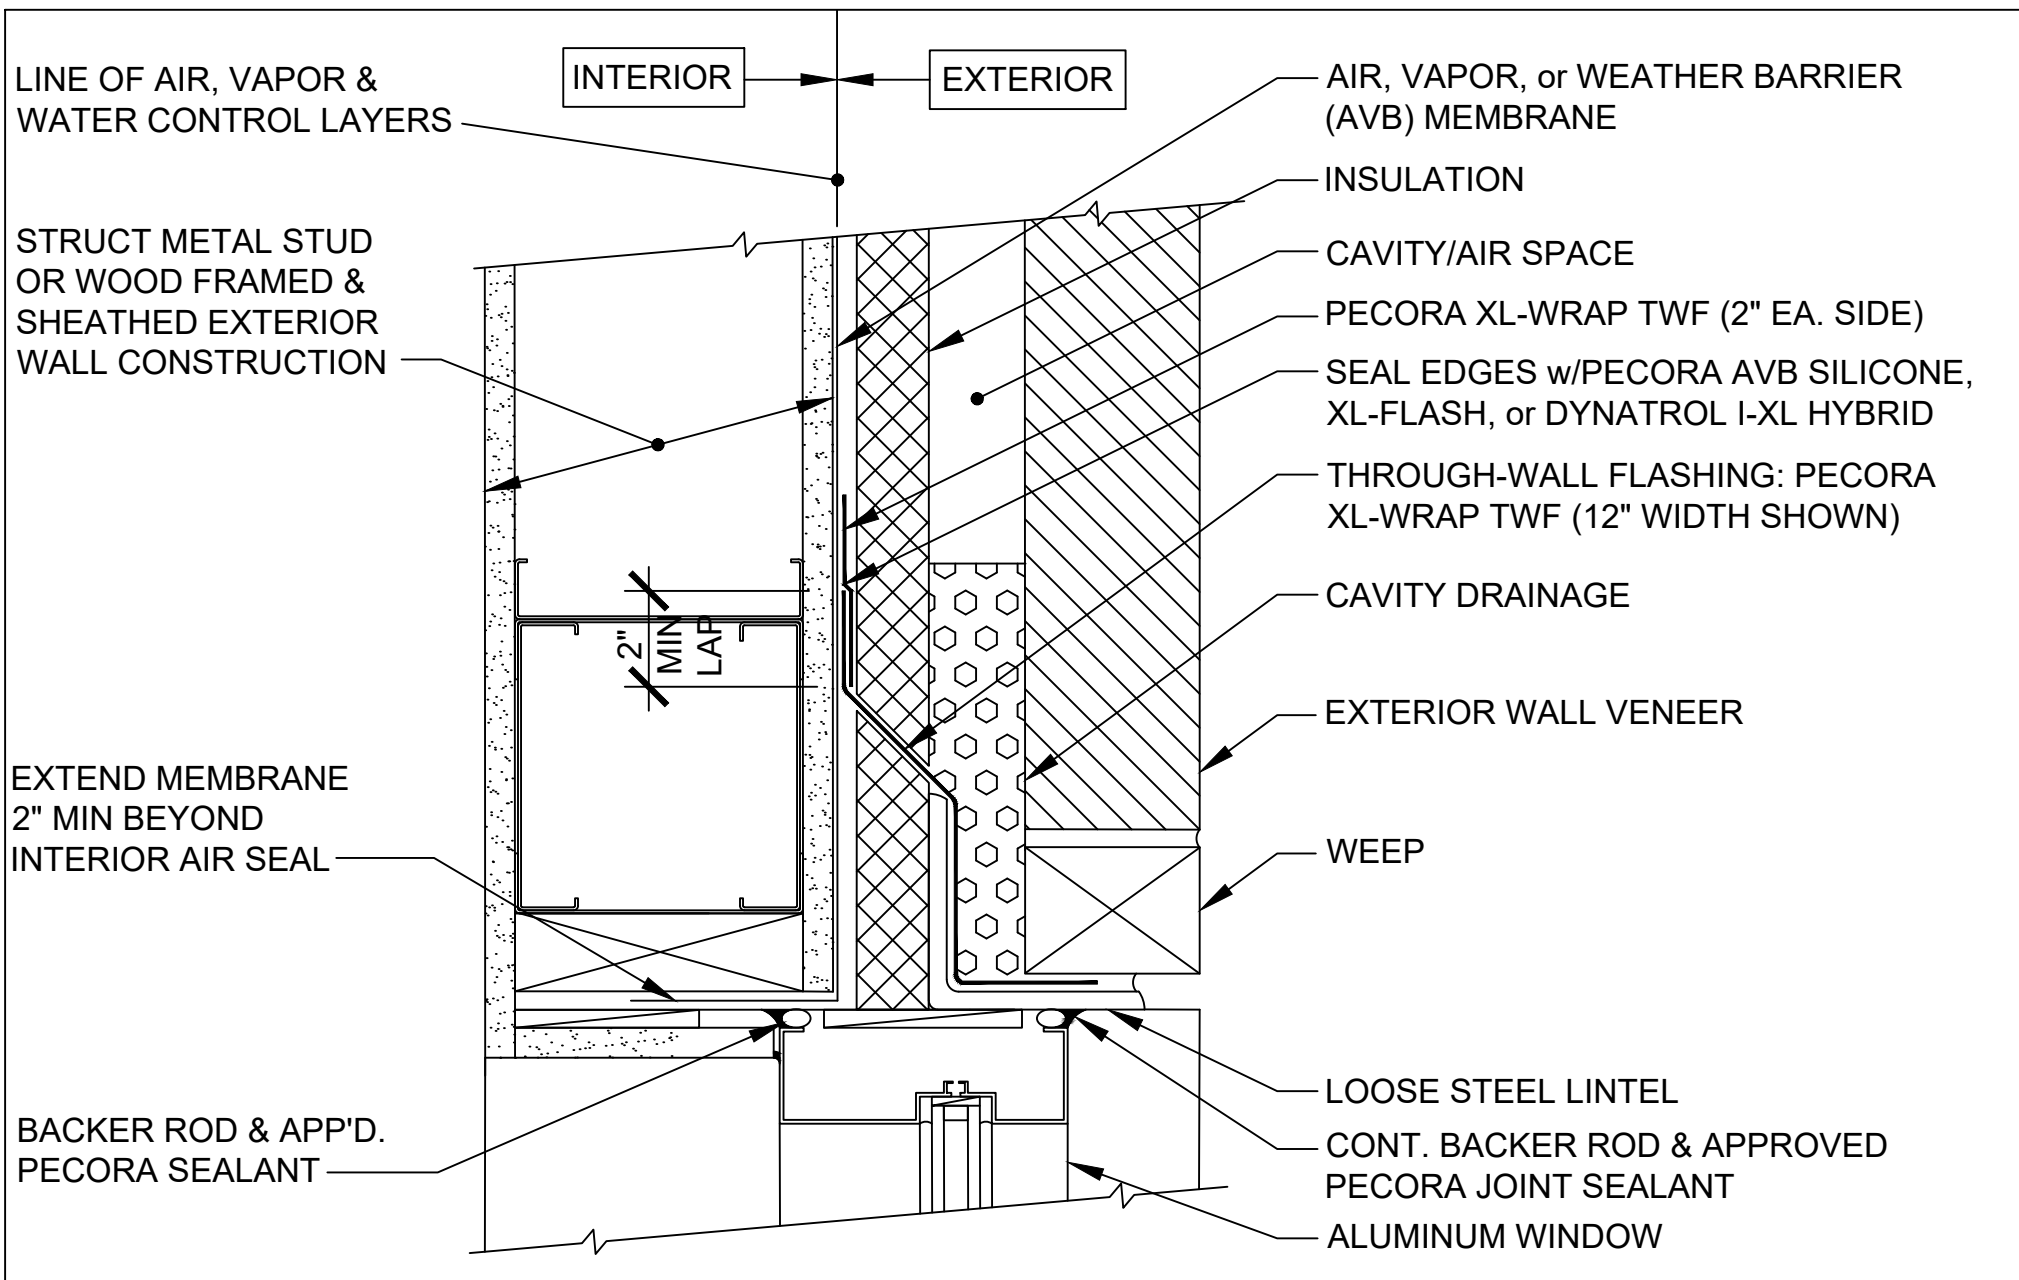 INTERIOR
EXTERIOR
LINE OF AIR, VAPOR &
WATER CONTROL LAYERS
STRUCT METAL STUD
OR WOOD FRAMED &
SHEATHED EXTERIOR
WALL CONSTRUCTION
2"
MIN
LAP
EXTEND MEMBRANE
2" MIN BEYOND
INTERIOR AIR SEAL
BACKER ROD & APP'D.
PECORA SEALANT
AIR, VAPOR, or WEATHER BARRIER
(AVB) MEMBRANE
INSULATION
CAVITY/AIR SPACE
PECORA XL-WRAP TWF (2" EA. SIDE)
SEAL EDGES w/PECORA AVB SILICONE,
XL-FLASH, or DYNATROL I-XL HYBRID
THROUGH-WALL FLASHING: PECORA
XL-WRAP TWF (12" WIDTH SHOWN)
CAVITY DRAINAGE
EXTERIOR WALL VENEER
WEEP
LOOSE STEEL LINTEL
CONT. BACKER ROD & APPROVED
PECORA JOINT SEALANT
ALUMINUM WINDOW